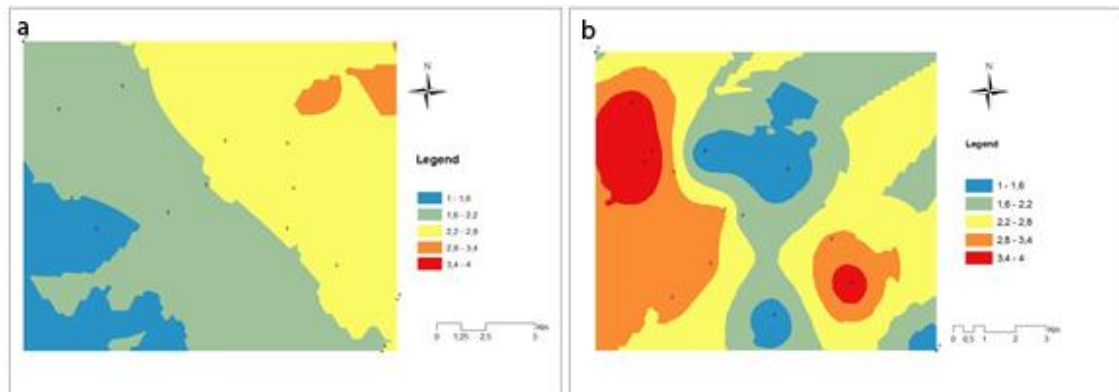 a
N
Legend
1 - 1,6
1,6 - 2,2
2,2 - 2,8
2,8 - 3,4
3,4 - 4
0 1,25 2,5 5
b
N
Legend
1 - 1,6
1,6 - 2,2
2,2 - 2,8
2,8 - 3,4
3,4 - 4
0 0,5 1 2 3